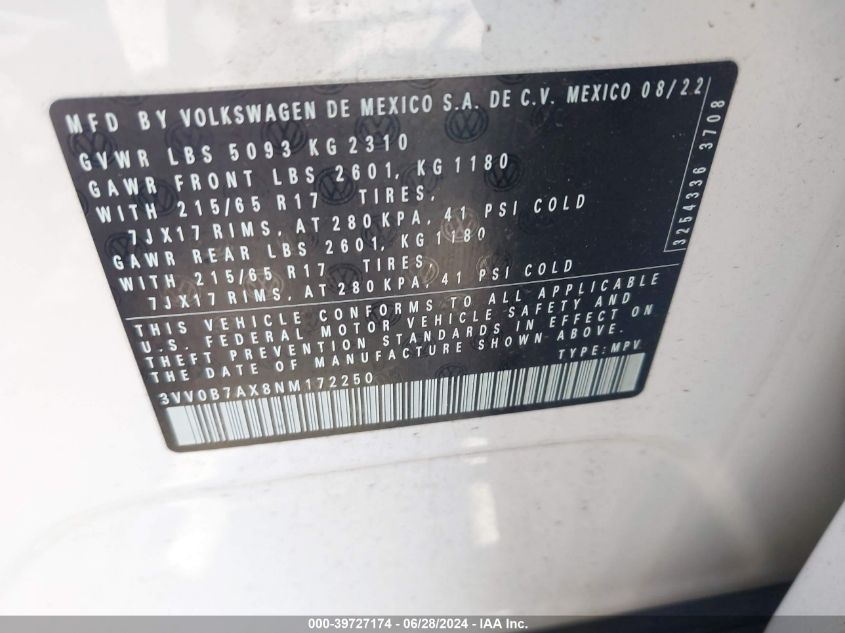 MFD BY VOLKSWAGEN DE MEXICO S.A. DE C.V. MEXICO 08/22
GVWR LBS 5093 KG 2310
GAWR FRONT LBS 2601, KG 1180
WITH 215/65 R17 TIRES,
7JX17 RIMS, AT 280 KPA, 41 PSI COLD
GAWR REAR LBS 2601, KG 1180
WITH 215/65 R17 TIRES
7JX17 RIMS, AT 280 KPA, 41 PSI COLD
3254336 3708
THIS VEHICLE CONFORMS TO ALL APPLICABLE
U.S. FEDERAL MOTOR VEHICLE SAFETY AND
THEFT PREVENTION STANDARDS IN EFFECT ON
THE DATE OF MANUFACTURE SHOWN ABOVE.
3VV0B7AX8NM172250 TYPE: MPV
000-39727174 | 06/28/2024 | IAA Inc.